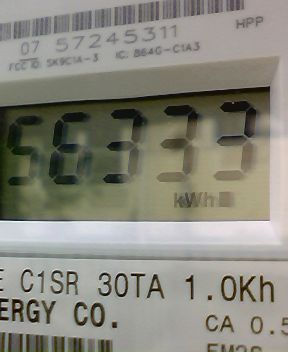 HPP
07 57245311
FCC ID: SK9C1A-3 IC: 864G-C1A3
56333
kWh
E C1SR 30TA 1.0Kh
ERGY CO.
CA 0.5